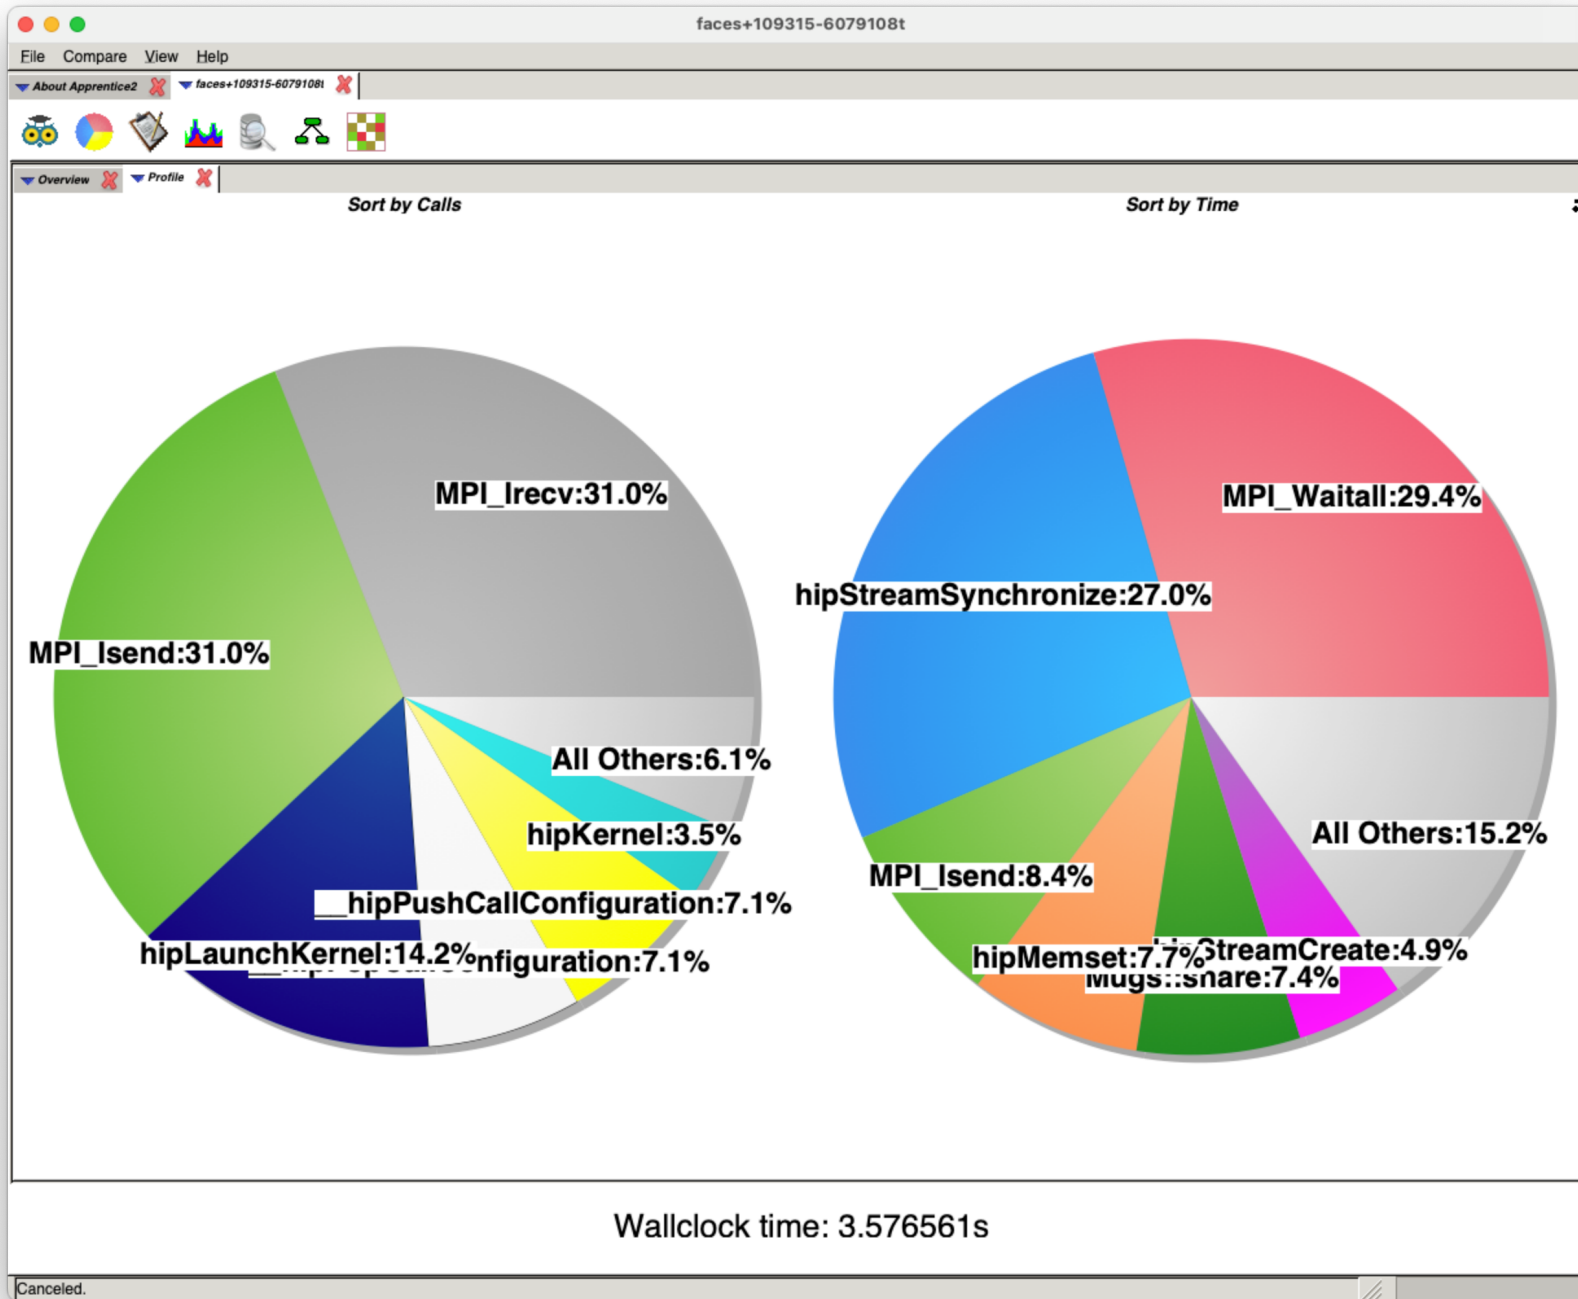 faces+109315-6079108t
File Compare View Help
About Apprentice2 faces+109315-6079108t
Overview Profile
Sort by Calls
Sort by Time
MPI_Irecv:31.0%
MPI_Isend:31.0%
All Others:6.1%
hipKernel:3.5%
__hipPushCallConfiguration:7.1%
hipLaunchKernel:14.2%
nfiguration:7.1%
MPI_Waitall:29.4%
hipStreamSynchronize:27.0%
All Others:15.2%
MPI_Isend:8.4%
hipMemset:7.7%
StreamCreate:4.9%
Mugs::share:7.4%
Wallclock time: 3.576561s
Canceled.